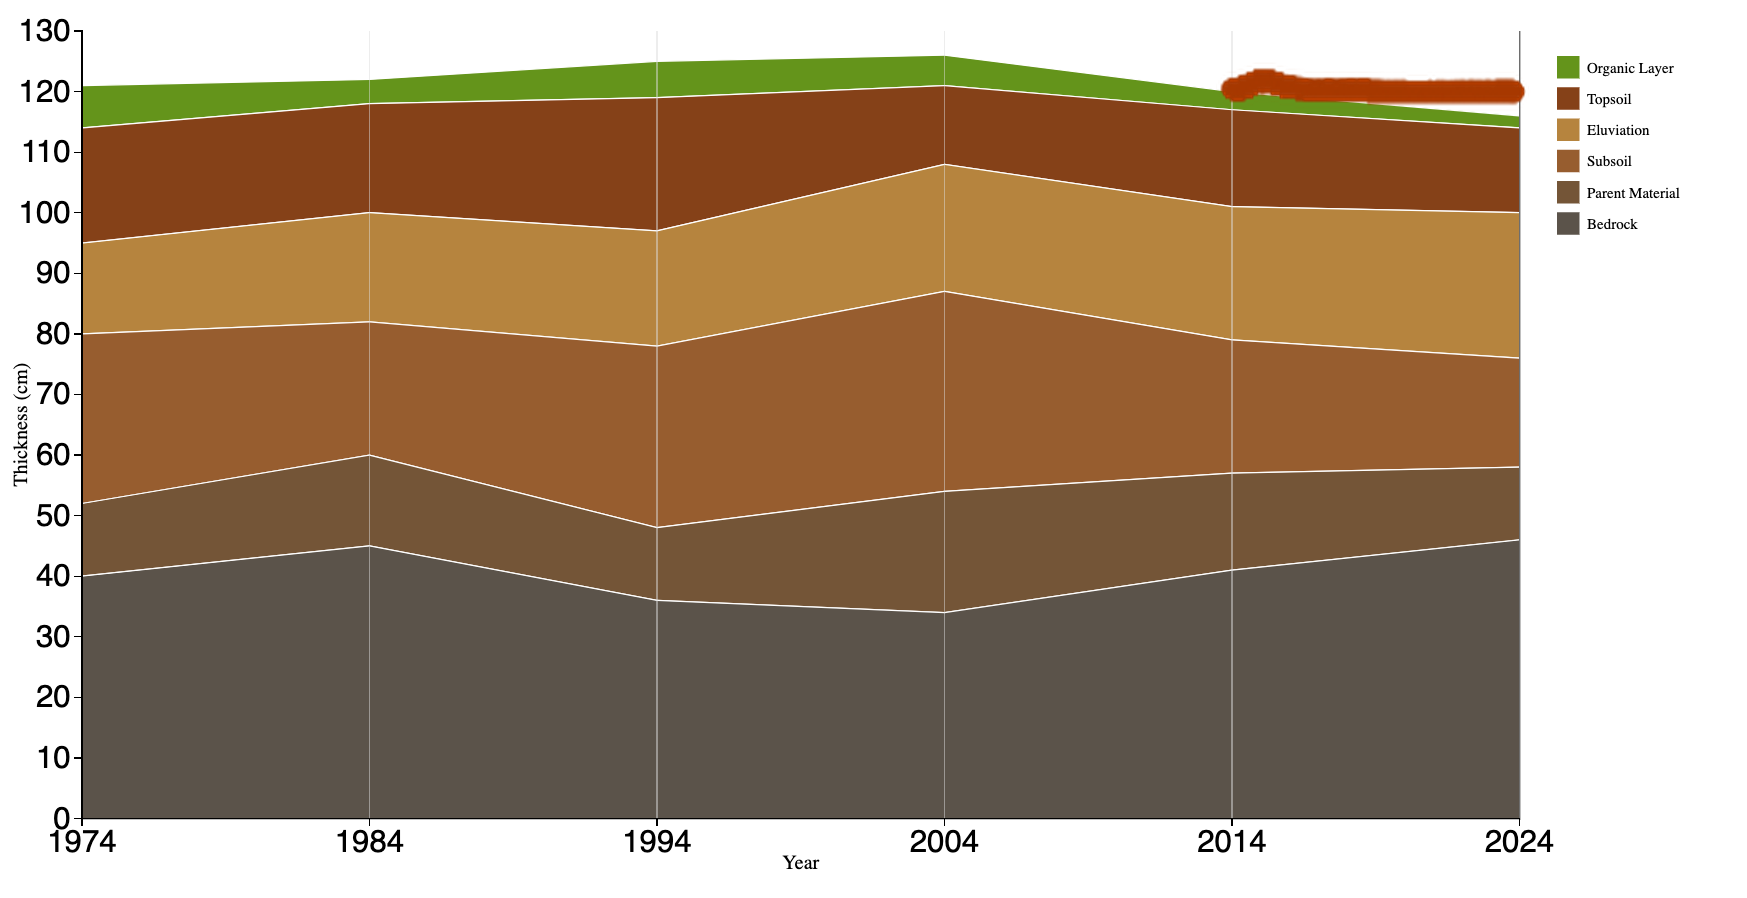 130
120
110
100
90
80
70
60
50
40
30
20
10
0
Thickness (cm)
1974 1984 1994 2004 2014 2024
Year
Organic Layer
Topsoil
Eluviation
Subsoil
Parent Material
Bedrock